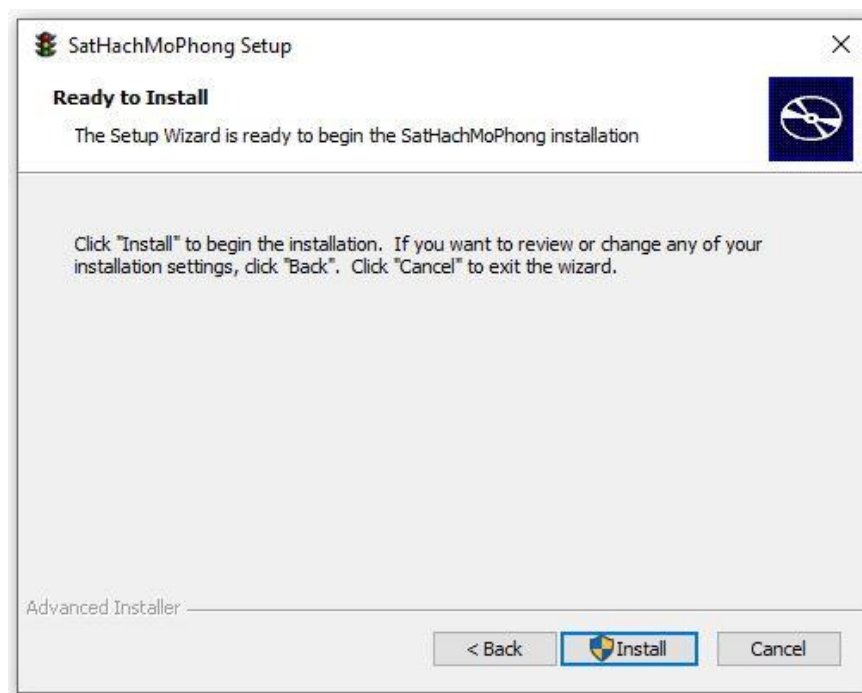 SatHachMoPhong Setup
Ready to Install
The Setup Wizard is ready to begin the SatHachMoPhong installation
Click "Install" to begin the installation.  If you want to review or change any of your
installation settings, click "Back".  Click "Cancel" to exit the wizard.
Advanced Installer
< Back
Install
Cancel